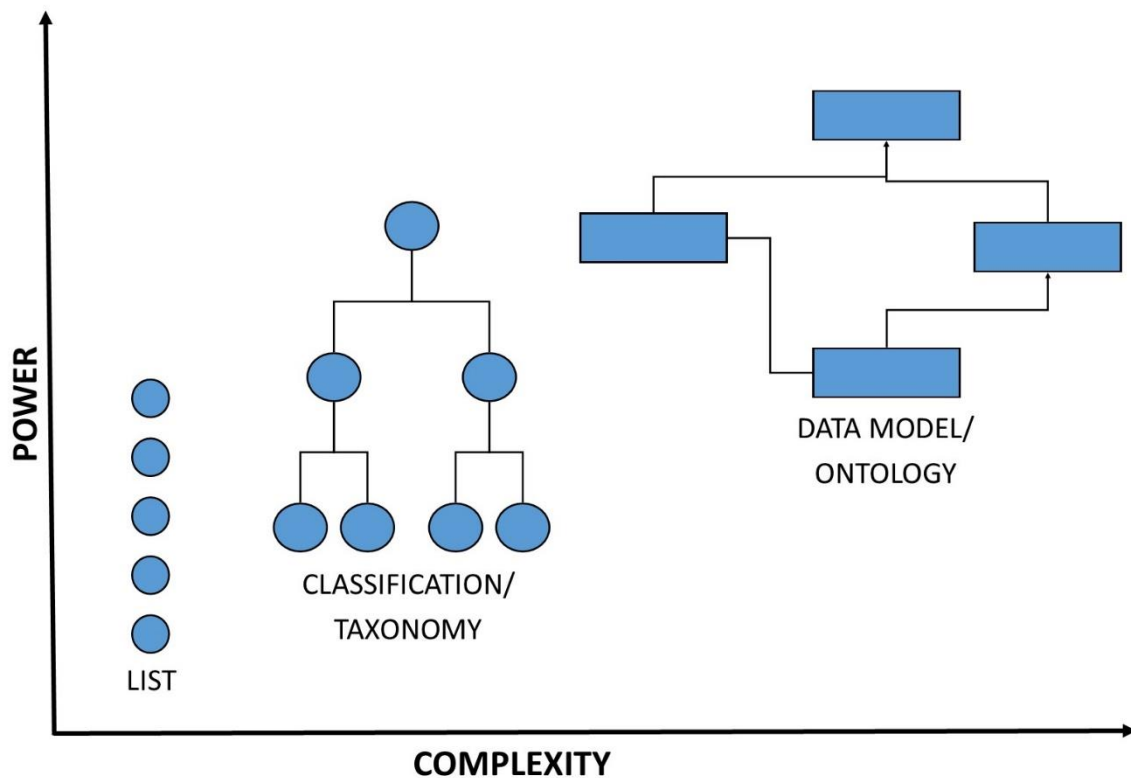 POWER
LIST
CLASSIFICATION/
TAXONOMY
DATA MODEL/
ONTOLOGY
COMPLEXITY